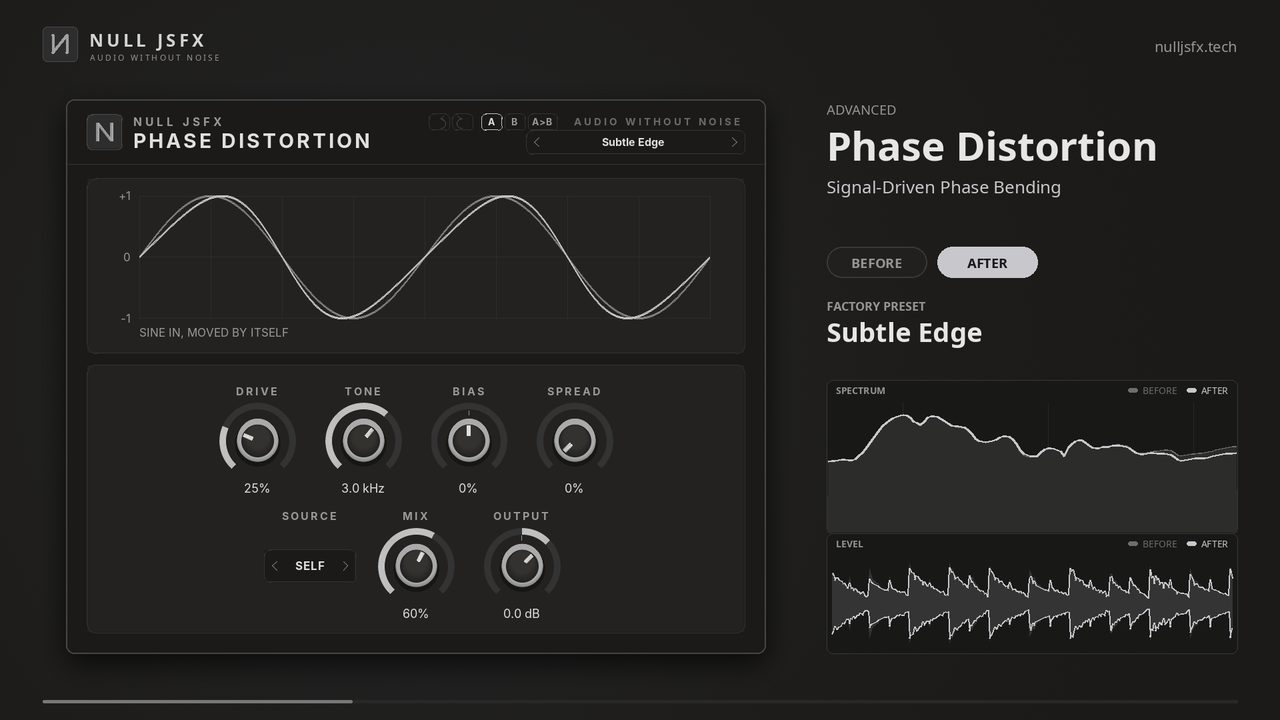 NULL JSFX
AUDIO WITHOUT NOISE
nulljsfx.tech
N
NULL JSFX
PHASE DISTORTION
A B A>B
AUDIO WITHOUT NOISE
Subtle Edge
+1
0
-1
SINE IN, MOVED BY ITSELF
DRIVE TONE BIAS SPREAD
25% 3.0 kHz 0% 0%
SOURCE MIX OUTPUT
SELF
60% 0.0 dB
ADVANCED
Phase Distortion
Signal-Driven Phase Bending
BEFORE AFTER
FACTORY PRESET
Subtle Edge
SPECTRUM BEFORE AFTER
LEVEL BEFORE AFTER